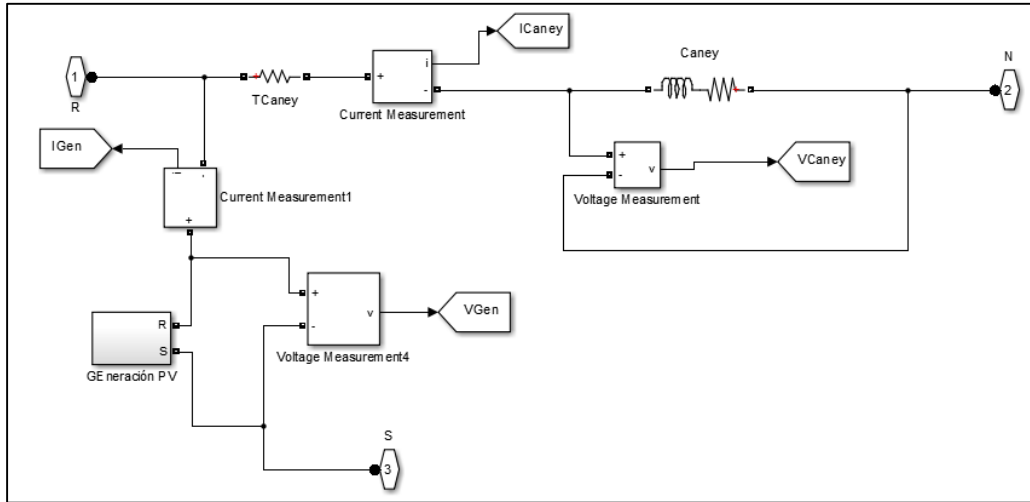 ICaney
i
+
-
Current Measurement
1
R
TCaney
Caney
N
2
IGen
i
-
+
Current Measurement1
+
-
v
Voltage Measurement
VCaney
+
-
v
Voltage Measurement4
VGen
R
S
GEneración PV
S
3